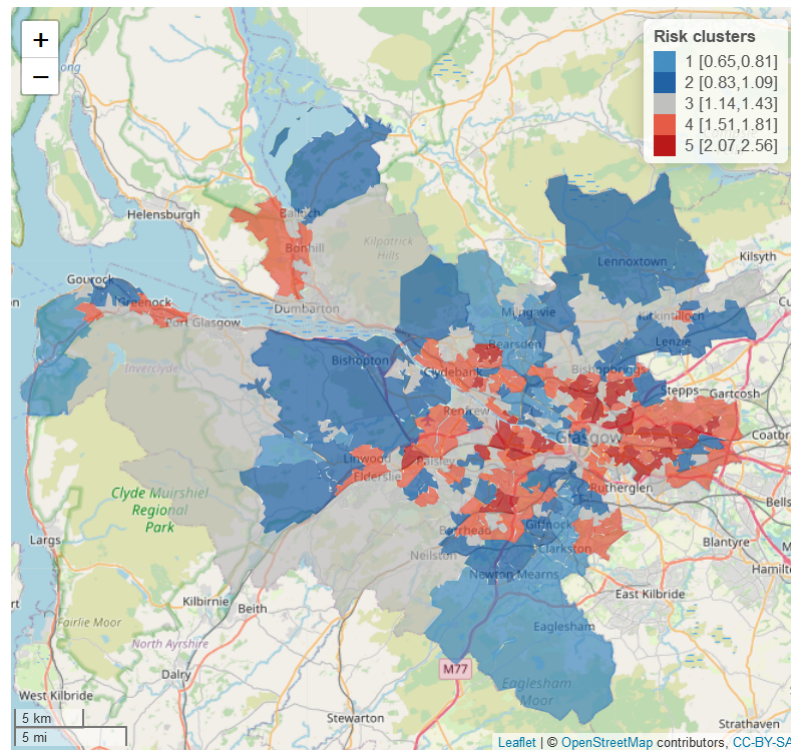 +
−
Risk clusters
1 [0.65,0.81]
2 [0.83,1.09]
3 [1.14,1.43]
4 [1.51,1.81]
5 [2.07,2.56]
Helensburgh
Balloch
Bonhill
Kilpatrick
Hills
Lennoxtown
Kilsyth
Gourock
Greenock
Port Glasgow
Dumbarton
Milngavie
Kirkintilloch
Lenzie
Bearsden
Bishopton
Inverclyde
Clydebank
Bishopbriggs
Stepps
Gartcosh
Renfrew
Glasgow
Coatbr
Linwood
Paisley
Elderslie
Rutherglen
Clyde Muirshiel
Regional
Park
Bells
Largs
Barrhead
Giffnock
Clarkston
Blantyre
Neilston
Hamilt
Newton Mearns
East Kilbride
Kilbirnie
Beith
Fairlie Moor
Eaglesham
North Ayrshire
Dalry
M77
Eaglesham
Moor
West Kilbride
Stewarton
Strathaven
5 km
5 mi
Leaflet | © OpenStreetMap contributors, CC-BY-SA